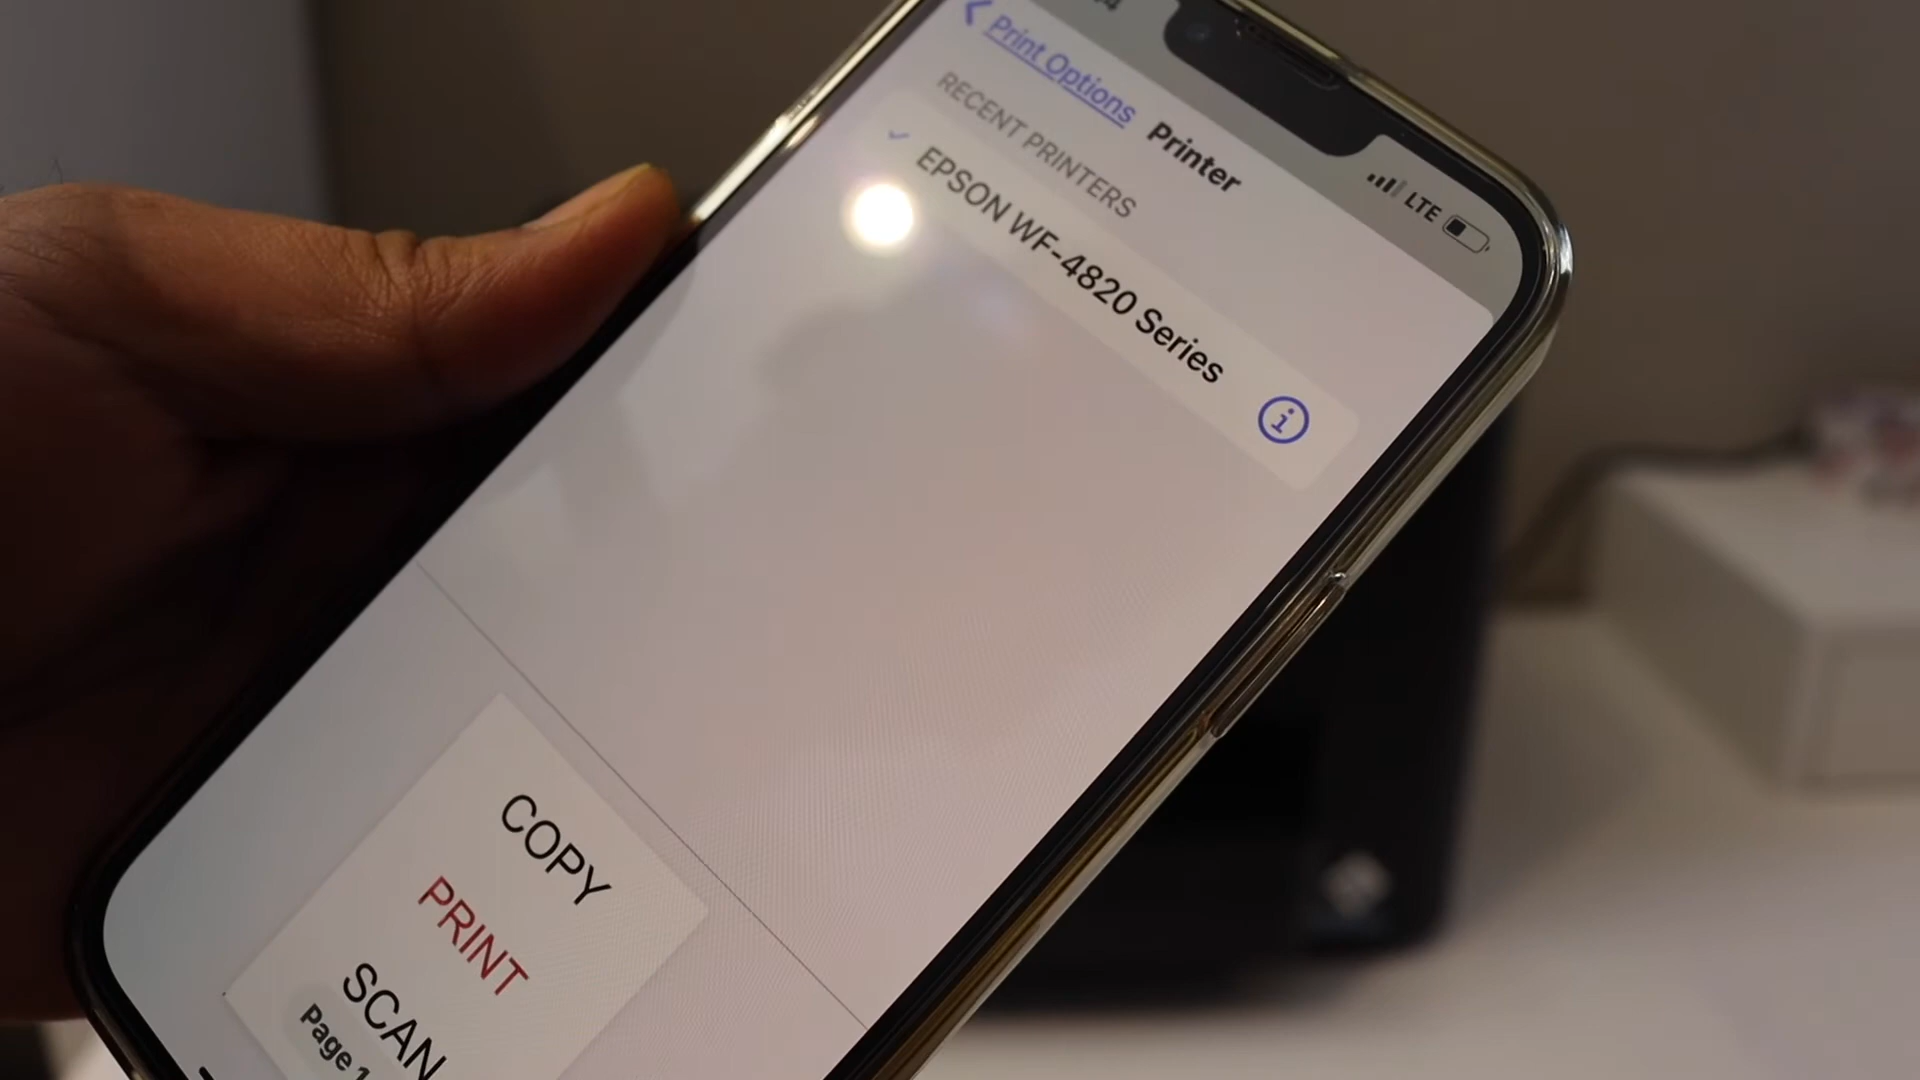 LTE
Print Options
Printer
RECENT PRINTERS
EPSON WF-4820 Series
COPY
PRINT
SCAN
Page 1